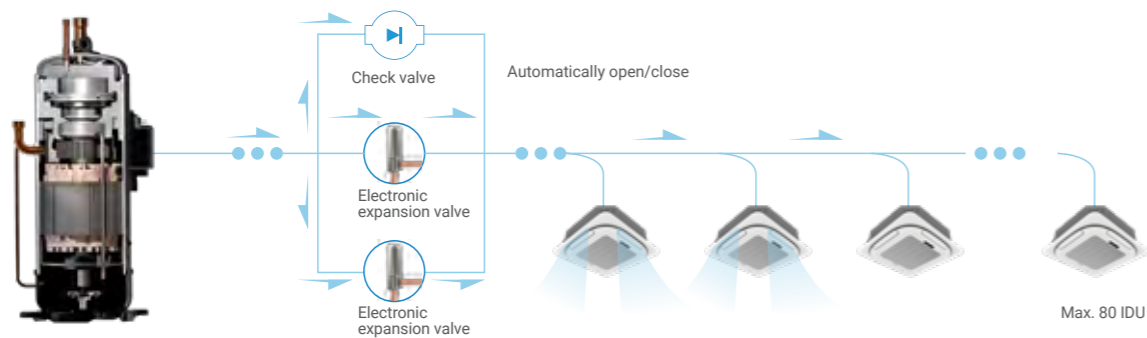 Check valve
Automatically open/close
Electronic
expansion valve
Electronic
expansion valve
Max. 80 IDU